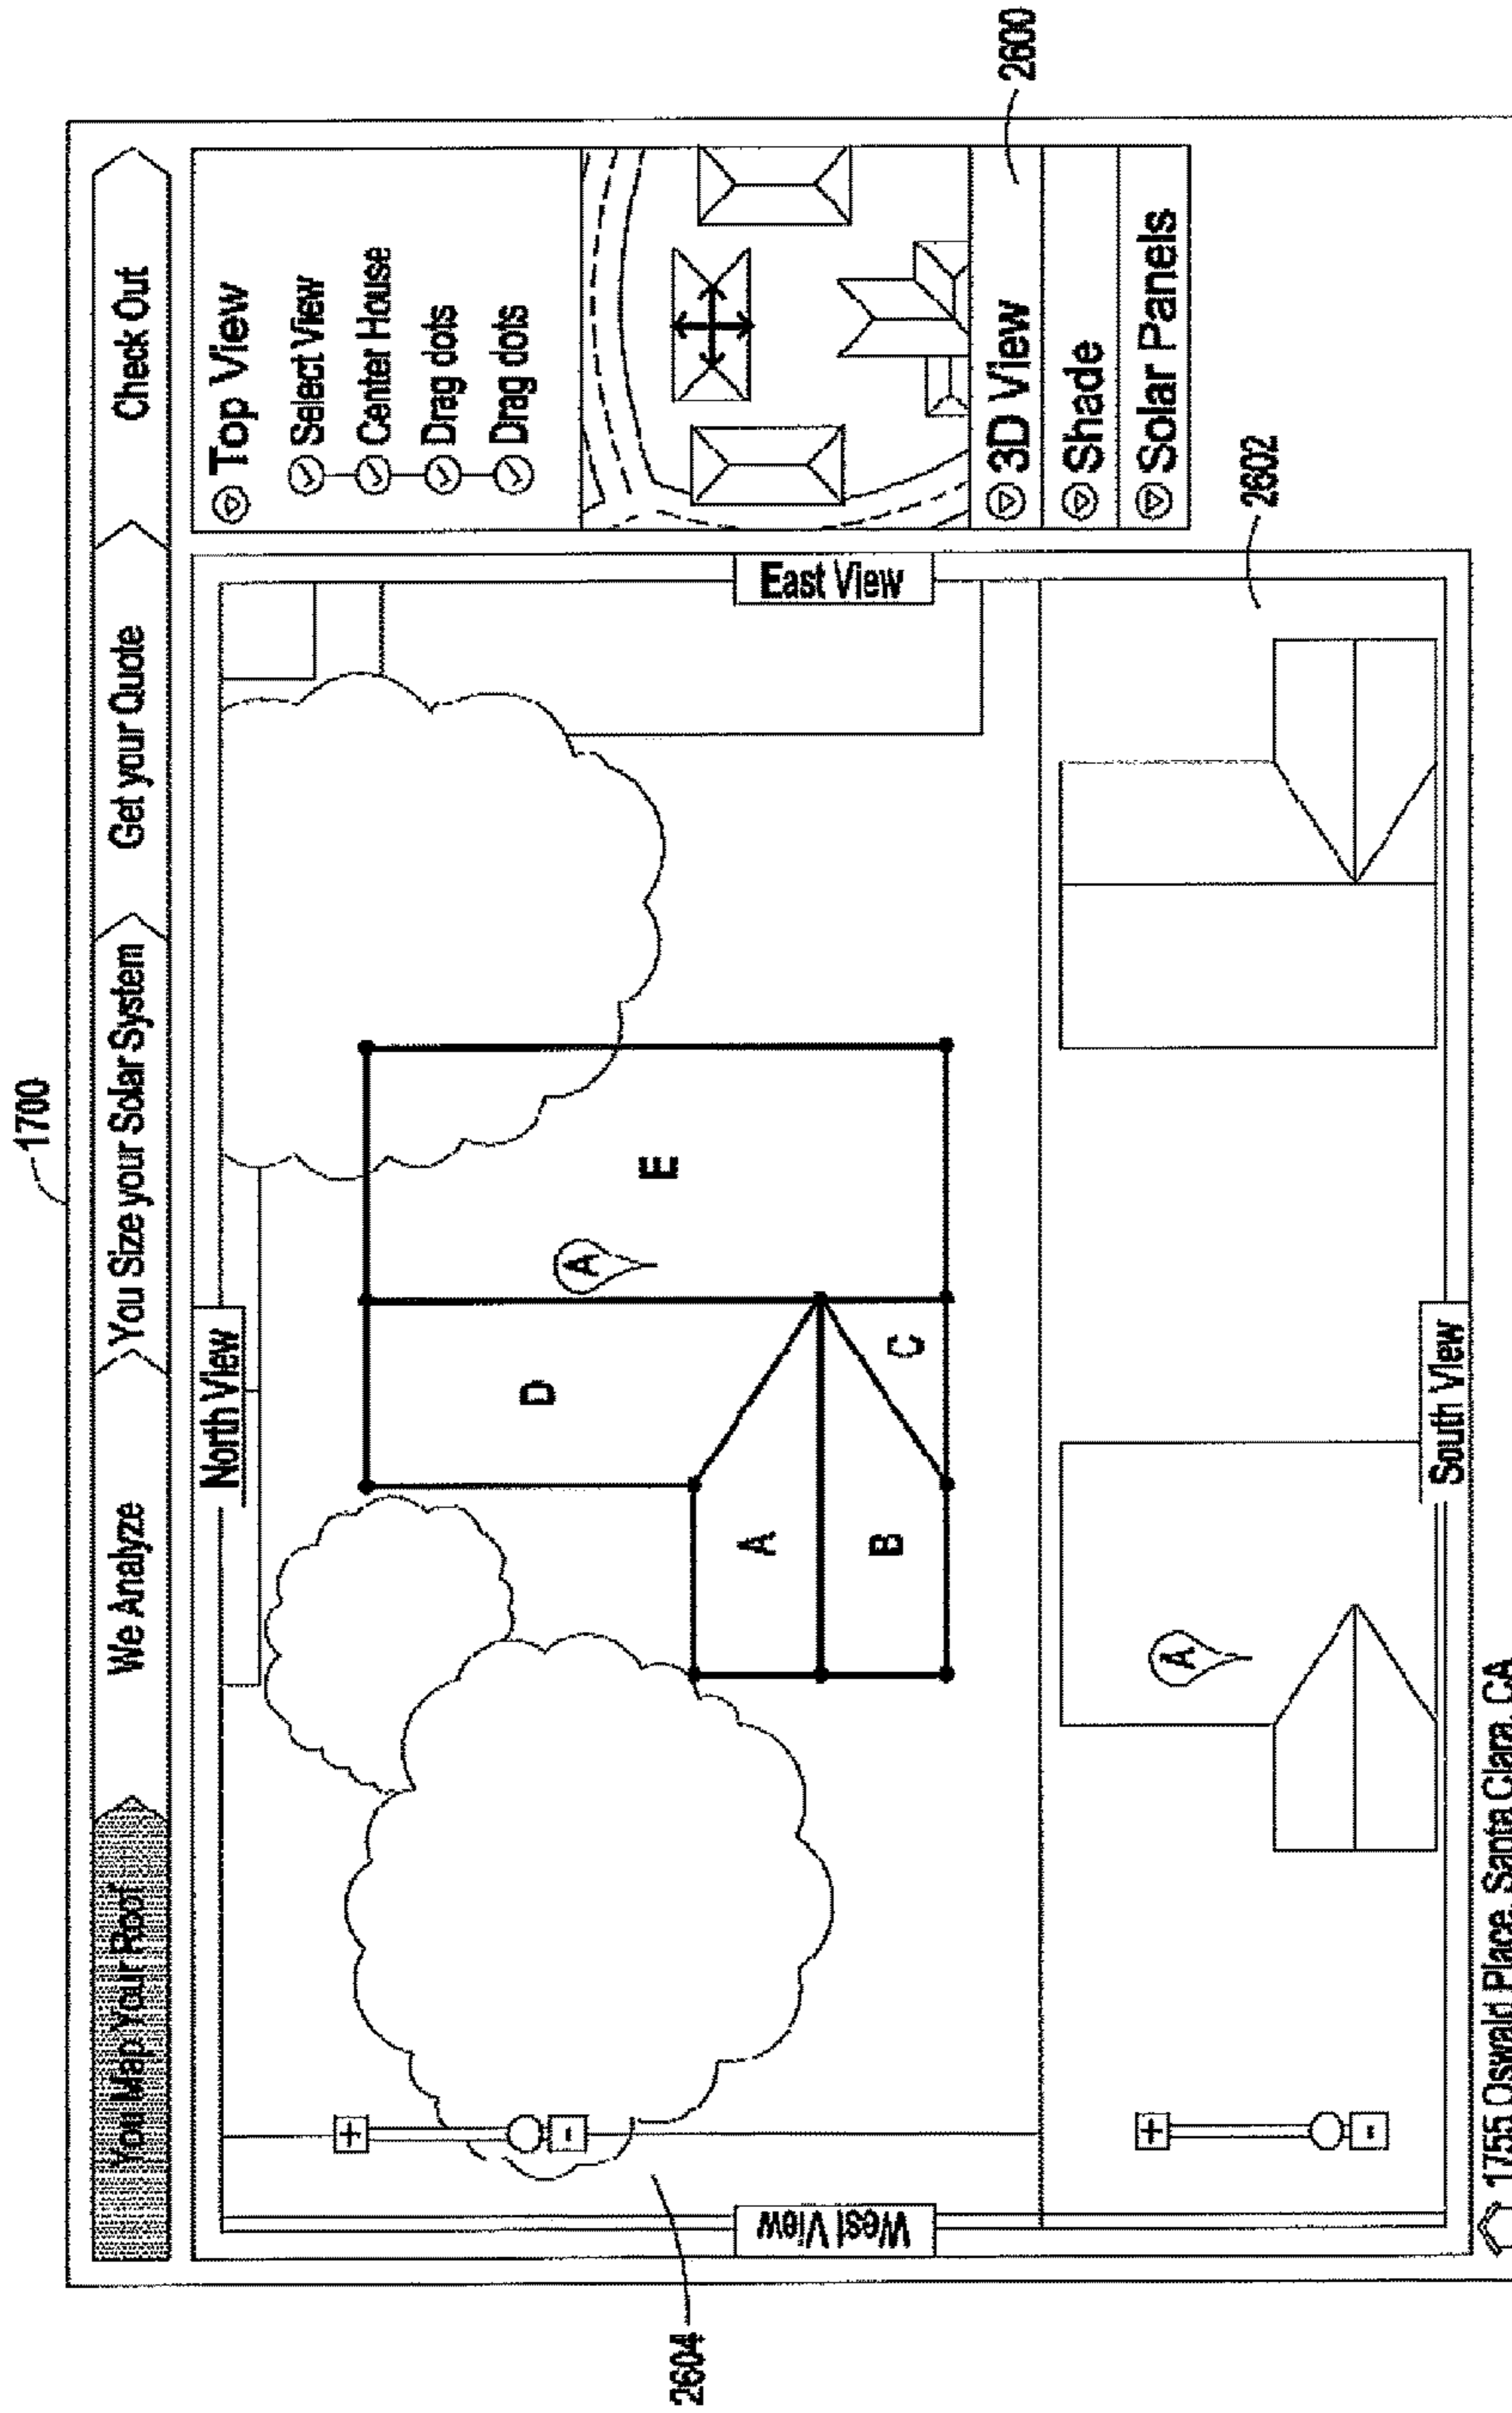 1700
You Map Your Roof
We Analyze
You Size your Solar System
Get your Quote
Check Out
North View
Top View
Select View
Center House
Drag dots
Drag dots
D
A
E
A
B
C
+
-
West View
East View
2604
3D View
2600
Shade
Solar Panels
2602
A
+
-
South View
1755 Oswald Place, Santa Clara, CA